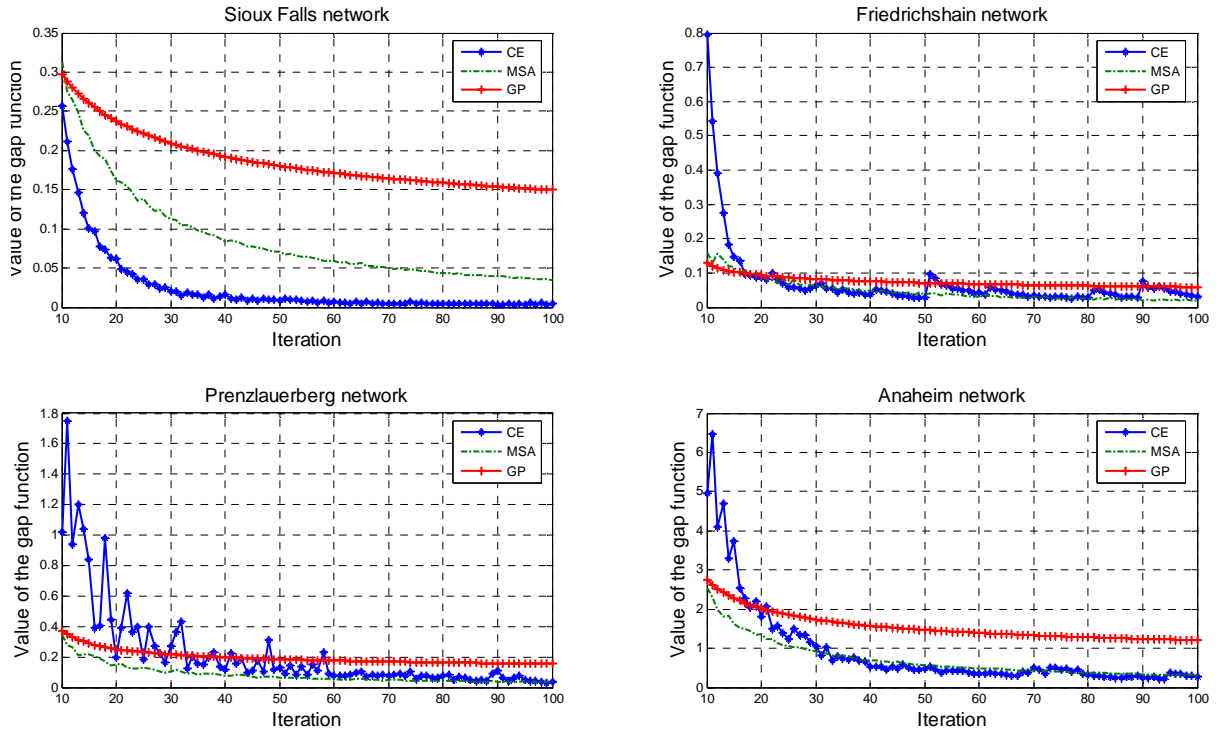 Sioux Falls network
0.35
0.3
0.25
0.2
0.15
0.1
0.05
0
10 20 30 40 50 60 70 80 90 100
Value of the gap function
Iteration
CE
MSA
GP
Friedrichshain network
0.8
0.7
0.6
0.5
0.4
0.3
0.2
0.1
0
10 20 30 40 50 60 70 80 90 100
Value of the gap function
Iteration
CE
MSA
GP
Prenzlauerberg network
1.8
1.6
1.4
1.2
1
0.8
0.6
0.4
0.2
0
10 20 30 40 50 60 70 80 90 100
Value of the gap function
Iteration
CE
MSA
GP
Anaheim network
7
6
5
4
3
2
1
0
10 20 30 40 50 60 70 80 90 100
Value of the gap function
Iteration
CE
MSA
GP